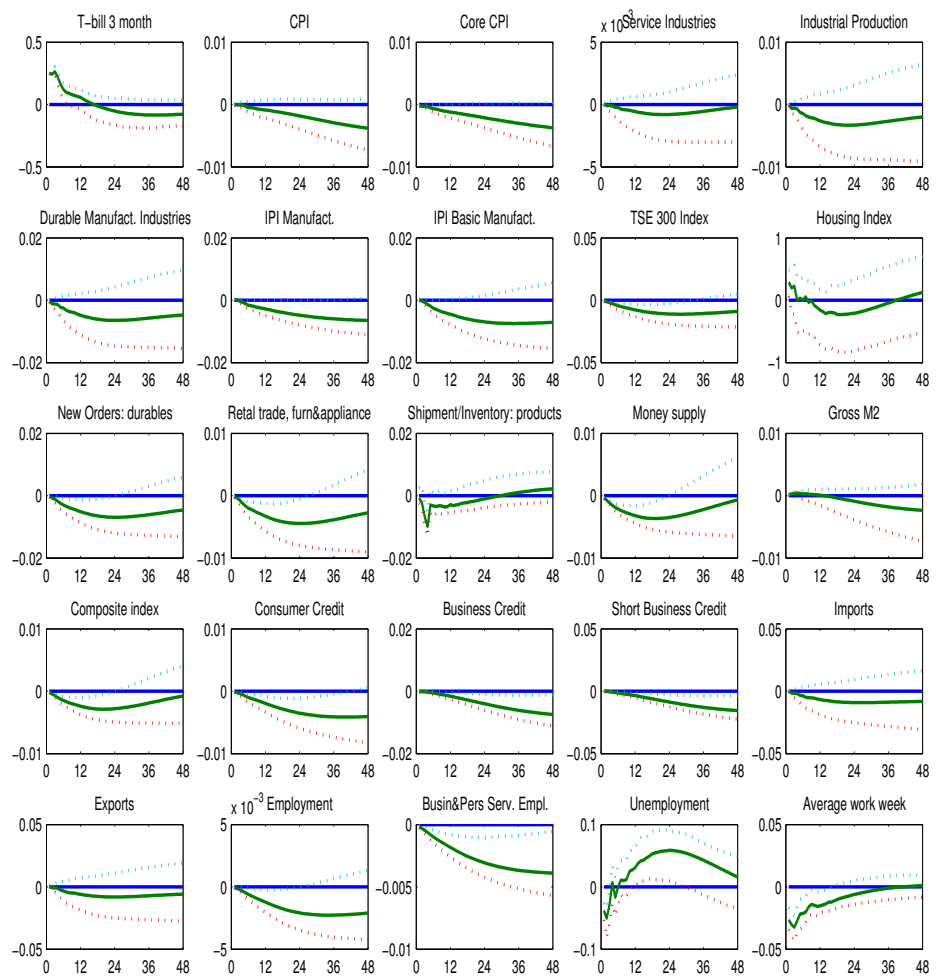 T-bill 3 month CPI Core CPI x 10^-3 Service Industries Industrial Production
0.5 0.01 0.01 5 0.01
0 0 0 0 0
-0.5 -0.01 -0.01 -5 -0.01
0 12 24 36 48 0 12 24 36 48 0 12 24 36 48 0 12 24 36 48 0 12 24 36 48
Durable Manufact. Industries IPI Manufact. IPI Basic Manufact. TSE 300 Index Housing Index
0.02 0.02 0.02 0.05 1
0 0 0 0 0
-0.02 -0.02 -0.02 -0.05 -1
0 12 24 36 48 0 12 24 36 48 0 12 24 36 48 0 12 24 36 48 0 12 24 36 48
New Orders: durables Retal trade, furn&appliance Shipment/Inventory: products Money supply Gross M2
0.02 0.01 0.02 0.01 0.01
0 0 0 0 0
-0.02 -0.01 -0.02 -0.01 -0.01
0 12 24 36 48 0 12 24 36 48 0 12 24 36 48 0 12 24 36 48 0 12 24 36 48
Composite index Consumer Credit Business Credit Short Business Credit Imports
0.01 0.01 0.02 0.05 0.05
0 0 0 0 0
-0.01 -0.01 -0.02 -0.05 -0.05
0 12 24 36 48 0 12 24 36 48 0 12 24 36 48 0 12 24 36 48 0 12 24 36 48
Exports x 10^-3 Employment Busin&Pers Serv. Empl. Unemployment Average work week
0.05 5 0 0.1 0.05
0 0 -0.005 0 0
-0.05 -5 -0.01 -0.1 -0.05
0 12 24 36 48 0 12 24 36 48 0 12 24 36 48 0 12 24 36 48 0 12 24 36 48